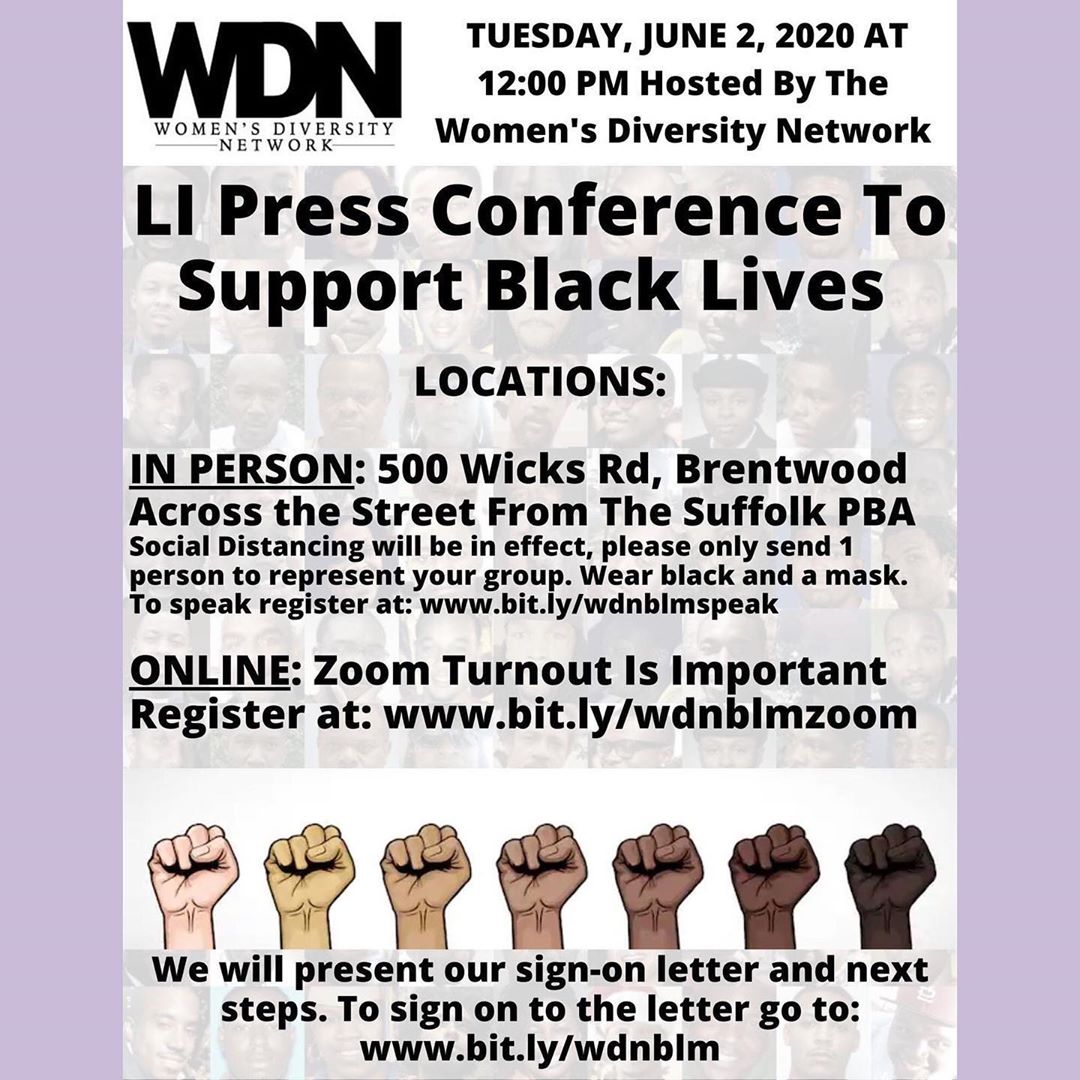 WDN
WOMEN'S DIVERSITY
NETWORK
TUESDAY, JUNE 2, 2020 AT
12:00 PM Hosted By The
Women's Diversity Network
LI Press Conference To
Support Black Lives
LOCATIONS:
IN PERSON: 500 Wicks Rd, Brentwood
Across the Street From The Suffolk PBA
Social Distancing will be in effect, please only send 1
person to represent your group. Wear black and a mask.
To speak register at: www.bit.ly/wdnblmspeak
ONLINE: Zoom Turnout Is Important
Register at: www.bit.ly/wdnblmzoom
We will present our sign-on letter and next
steps. To sign on to the letter go to:
www.bit.ly/wdnblm